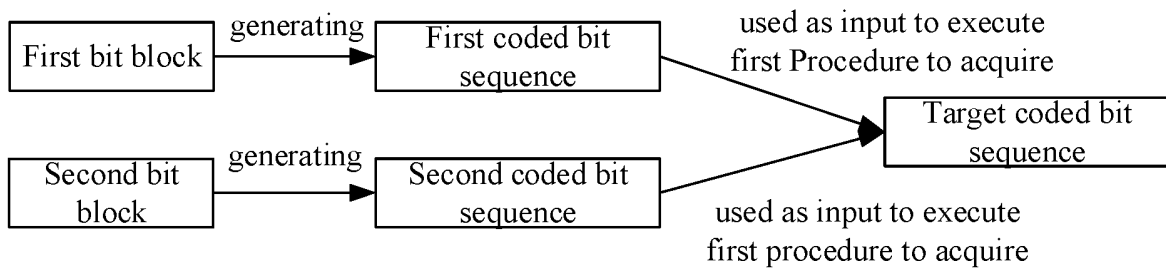 First bit block
generating
First coded bit
sequence
used as input to execute
first Procedure to acquire
Target coded bit
sequence
Second bit
block
generating
Second coded bit
sequence
used as input to execute
first procedure to acquire